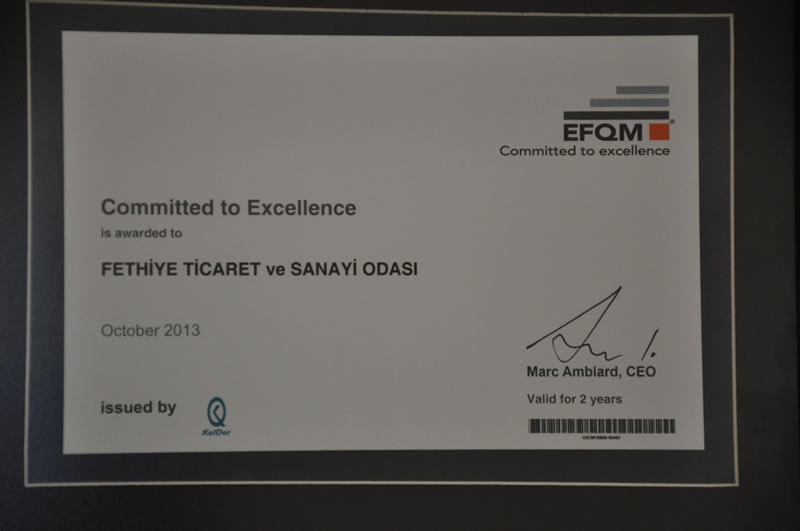 EFQM
Committed to excellence
Committed to Excellence
is awarded to
FETHİYE TİCARET ve SANAYİ ODASI
October 2013
Marc Amblard, CEO
issued by
KalDer
Valid for 2 years